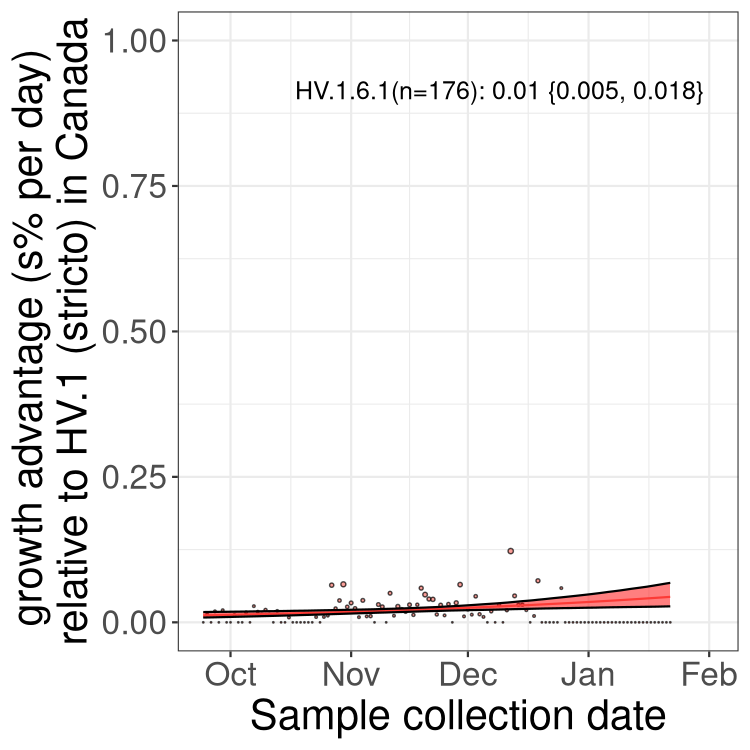 growth advantage (s% per day)
relative to HV.1 (stricto) in Canada
1.00
0.75
0.50
0.25
0.00
HV.1.6.1(n=176): 0.01 {0.005, 0.018}
Oct Nov Dec Jan Feb
Sample collection date